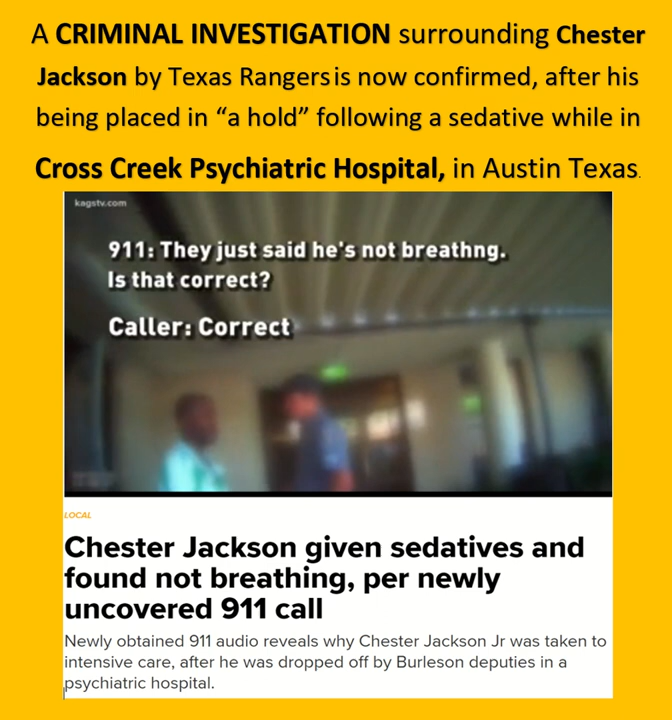 A CRIMINAL INVESTIGATION surrounding Chester
Jackson by Texas Rangers is now confirmed, after his
being placed in “a hold” following a sedative while in
Cross Creek Psychiatric Hospital, in Austin Texas.
kagstv.com
911: They just said he's not breathng.
Is that correct?
Caller: Correct
LOCAL
Chester Jackson given sedatives and
found not breathing, per newly
uncovered 911 call
Newly obtained 911 audio reveals why Chester Jackson Jr was taken to
intensive care, after he was dropped off by Burleson deputies in a
psychiatric hospital.